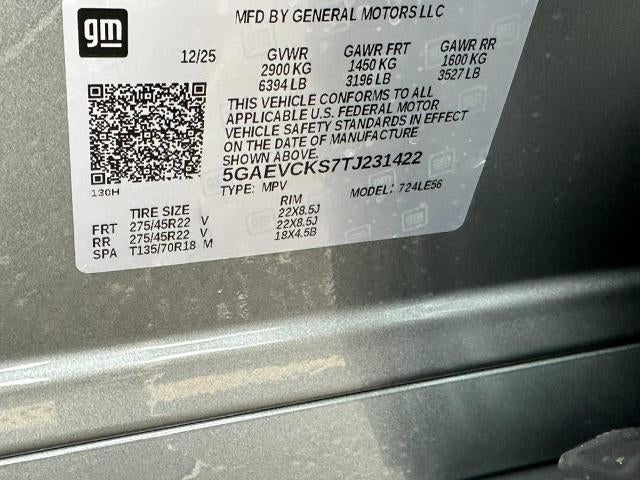 gm
MFD BY GENERAL MOTORS LLC
12/25 GVWR GAWR FRT GAWR RR
2900 KG 1450 KG 1600 KG
6394 LB 3196 LB 3527 LB
THIS VEHICLE CONFORMS TO ALL
APPLICABLE U.S. FEDERAL MOTOR
VEHICLE SAFETY STANDARDS IN EFFECT
ON THE DATE OF MANUFACTURE
SHOWN ABOVE.
5GAEVCKS7TJ231422
130H TYPE: MPV MODEL: 724LE56
TIRE SIZE RIM
FRT 275/45R22 V 22X8.5J
RR 275/45R22 V 22X8.5J
SPA T135/70R18 M 18X4.5B